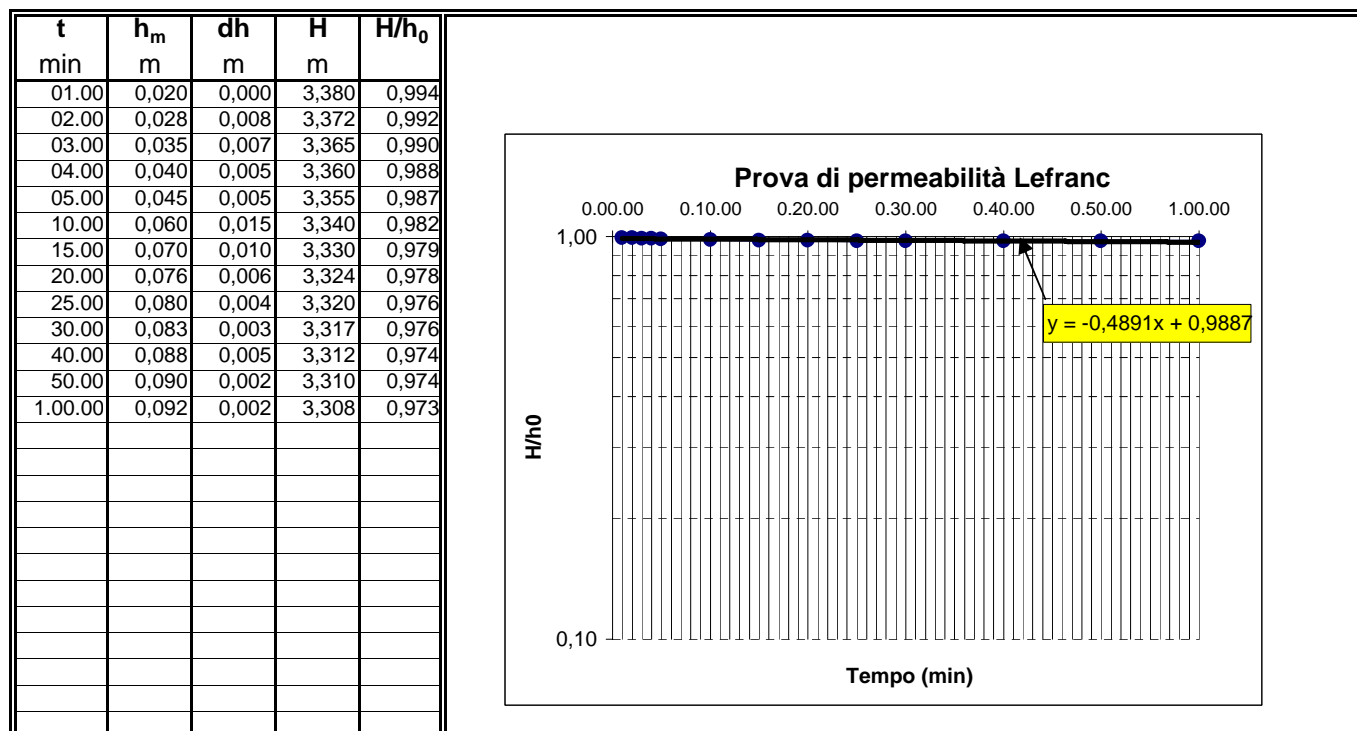 t hm dh H H/h0
min m m m
01.00 0,020 0,000 3,380 0,994
02.00 0,028 0,008 3,372 0,992
03.00 0,035 0,007 3,365 0,990
04.00 0,040 0,005 3,360 0,988
05.00 0,045 0,005 3,355 0,987
10.00 0,060 0,015 3,340 0,982
15.00 0,070 0,010 3,330 0,979
20.00 0,076 0,006 3,324 0,978
25.00 0,080 0,004 3,320 0,976
30.00 0,083 0,003 3,317 0,976
40.00 0,088 0,005 3,312 0,974
50.00 0,090 0,002 3,310 0,974
1.00.00 0,092 0,002 3,308 0,973
Prova di permeabilità Lefranc
0.00.00 0.10.00 0.20.00 0.30.00 0.40.00 0.50.00 1.00.00
1,00
y = -0,4891x + 0,9887
H/h0
0,10
Tempo (min)